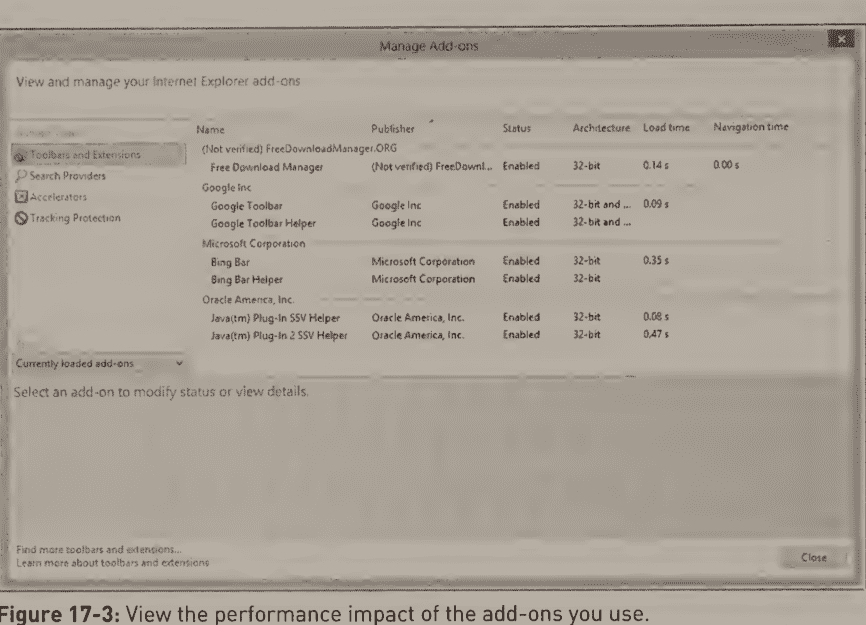 Manage Add-ons
View and manage your Internet Explorer add-ons
Name Publisher Status Architecture Load time Navigation time
Toolbars and Extensions
Search Providers
Accelerators
Tracking Protection
(Not verified) FreeDownloadManager.ORG
Free Download Manager (Not verified) FreeDownl... Enabled 32-bit 0.14 s 0.00 s
Google Inc
Google Toolbar Google Inc Enabled 32-bit and ... 0.09 s
Google Toolbar Helper Google Inc Enabled 32-bit and ...
Microsoft Corporation
Bing Bar Microsoft Corporation Enabled 32-bit 0.35 s
Bing Bar Helper Microsoft Corporation Enabled 32-bit
Oracle America, Inc.
Java(tm) Plug-In SSV Helper Oracle America, Inc. Enabled 32-bit 0.08 s
Java(tm) Plug-In 2 SSV Helper Oracle America, Inc. Enabled 32-bit 0.47 s
Currently loaded add-ons
Select an add-on to modify status or view details.
Find more toolbars and extensions...
Learn more about toolbars and extensions
Close
Figure 17-3: View the performance impact of the add-ons you use.